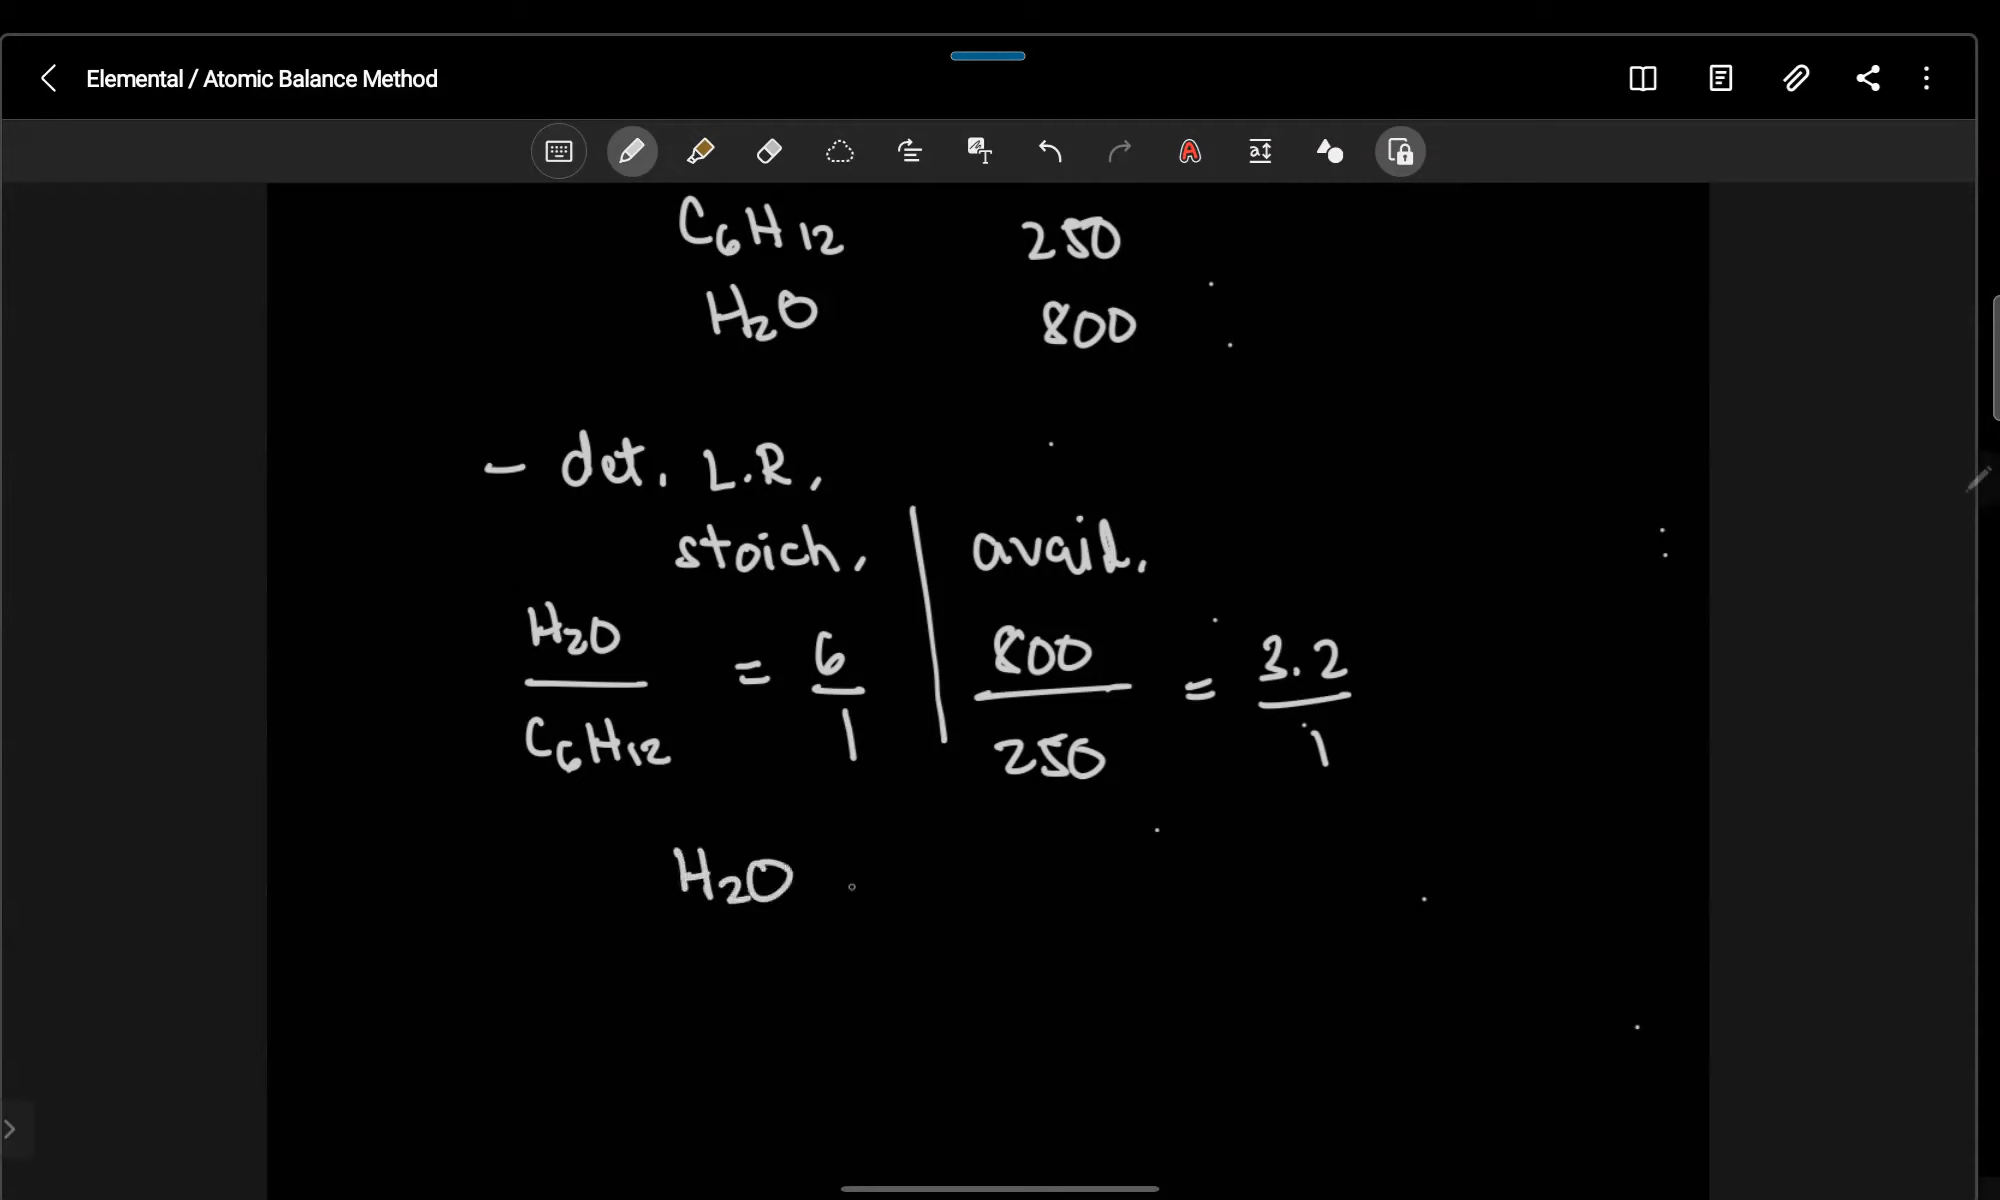 Elemental / Atomic Balance Method
C6H12 250
H2O 800
- det. L.R,
stoich, | avail.
H2O / C6H12 = 6 / 1 | 800 / 250 = 3.2 / 1
H2O